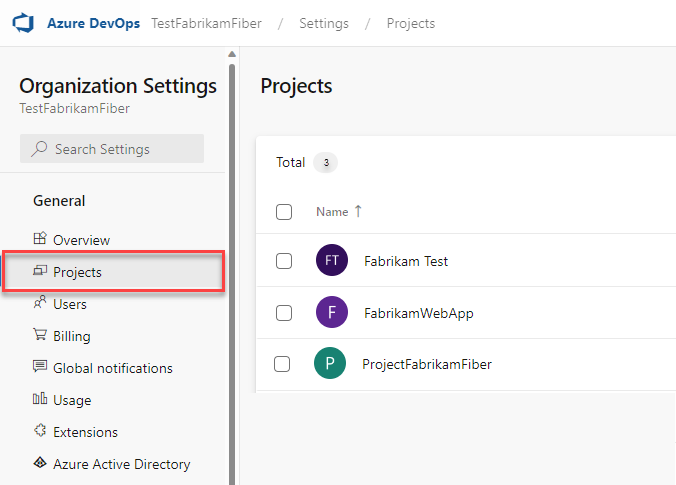 Azure DevOps TestFabrikamFiber / Settings / Projects
Organization Settings
TestFabrikamFiber
Search Settings
General
Overview
Projects
Users
Billing
Global notifications
Usage
Extensions
Azure Active Directory
Projects
Total 3
Name ↑
FT Fabrikam Test
F FabrikamWebApp
P ProjectFabrikamFiber